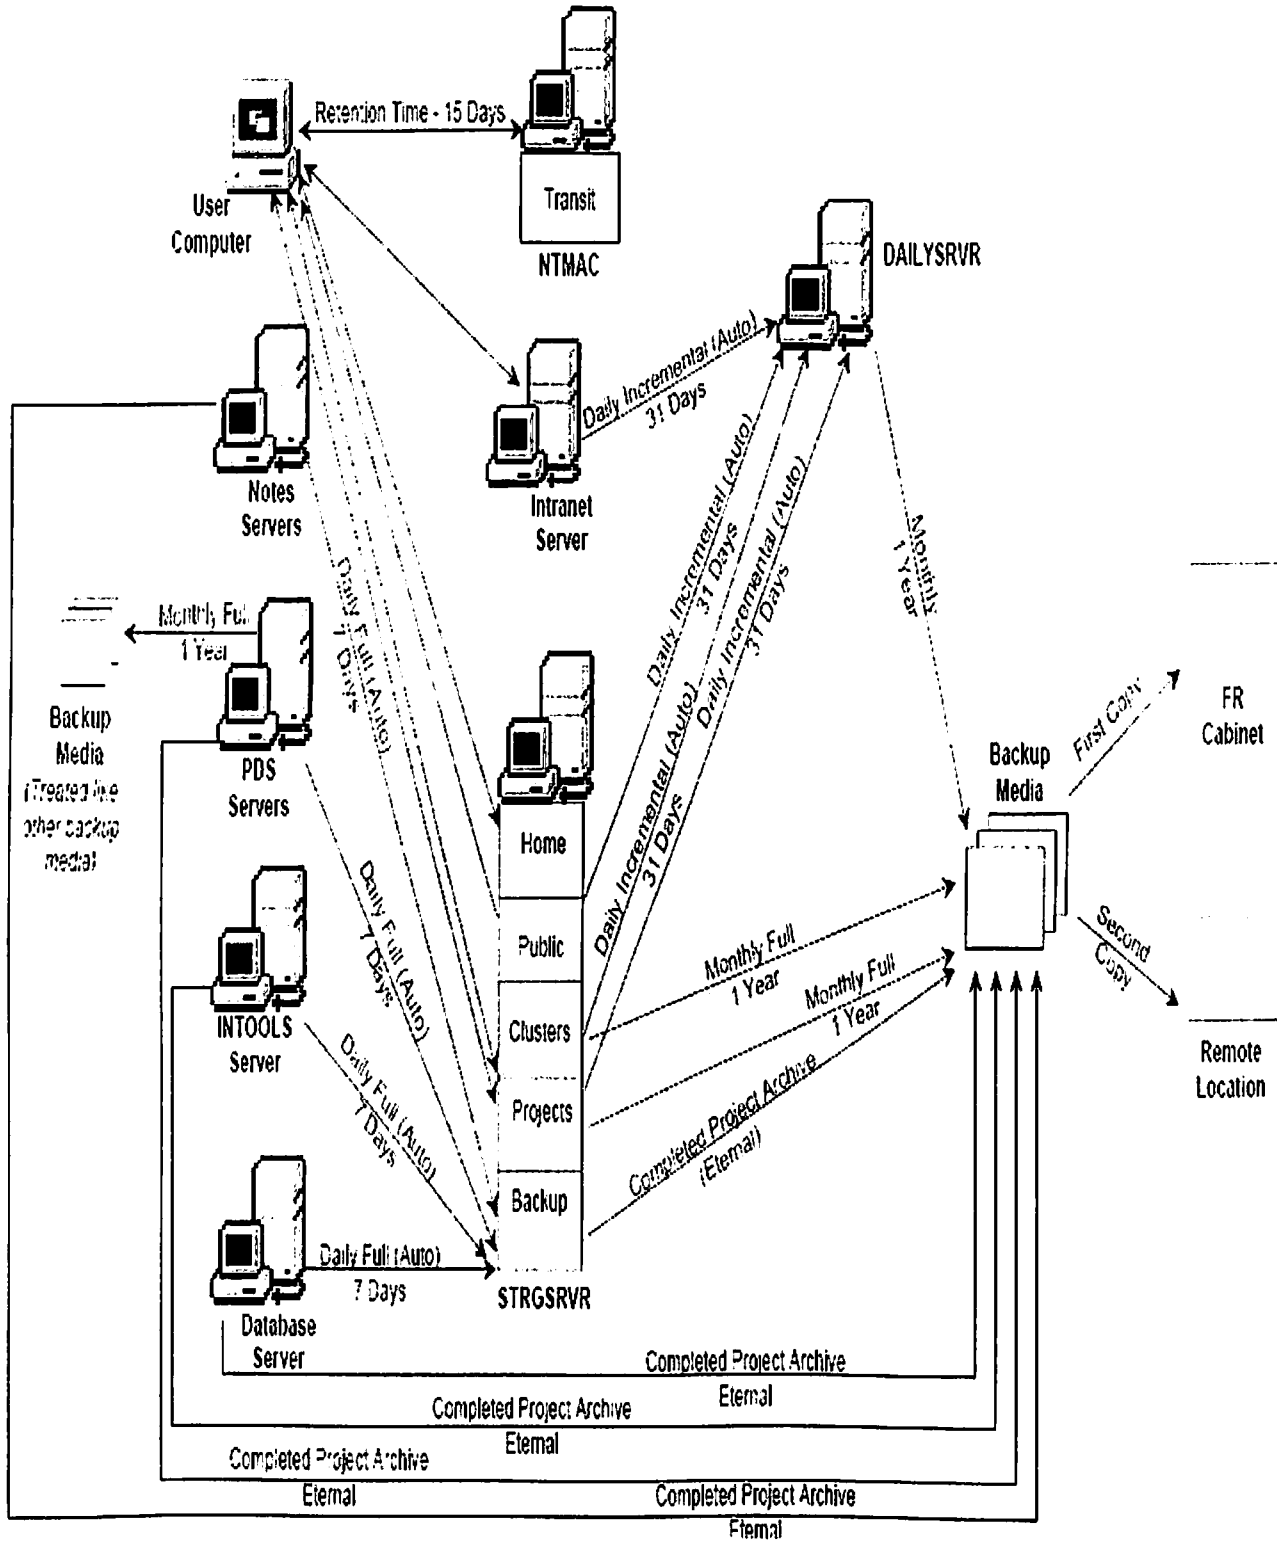 Retention Time - 15 Days
User
Computer
Transit
NTMAC
DAILYSRVR
Daily Incremental (Auto)
31 Days
Notes
Servers
Intranet
Server
Daily Full (Auto)
7 Days
Daily Incremental (Auto)
31 Days
Daily Incremental (Auto)
31 Days
Daily Incremental (Auto)
31 Days
Monthly
1 Year
Monthly Full
1 Year
Backup
Media
(Treated like
other backup
media)
PDS
Servers
FR
Cabinet
First Copy
Backup
Media
Home
Public
Clusters
Projects
Backup
STRGSRVR
Daily Full (Auto)
7 Days
Monthly Full
1 Year
Monthly Full
1 Year
Second
Copy
INTOOLS
Server
Daily Full (Auto)
7 Days
Remote
Location
Completed Project Archive
(Eternal)
Daily Full (Auto)
7 Days
Database
Server
Completed Project Archive
Eternal
Completed Project Archive
Eternal
Completed Project Archive
Eternal
Completed Project Archive
Eternal